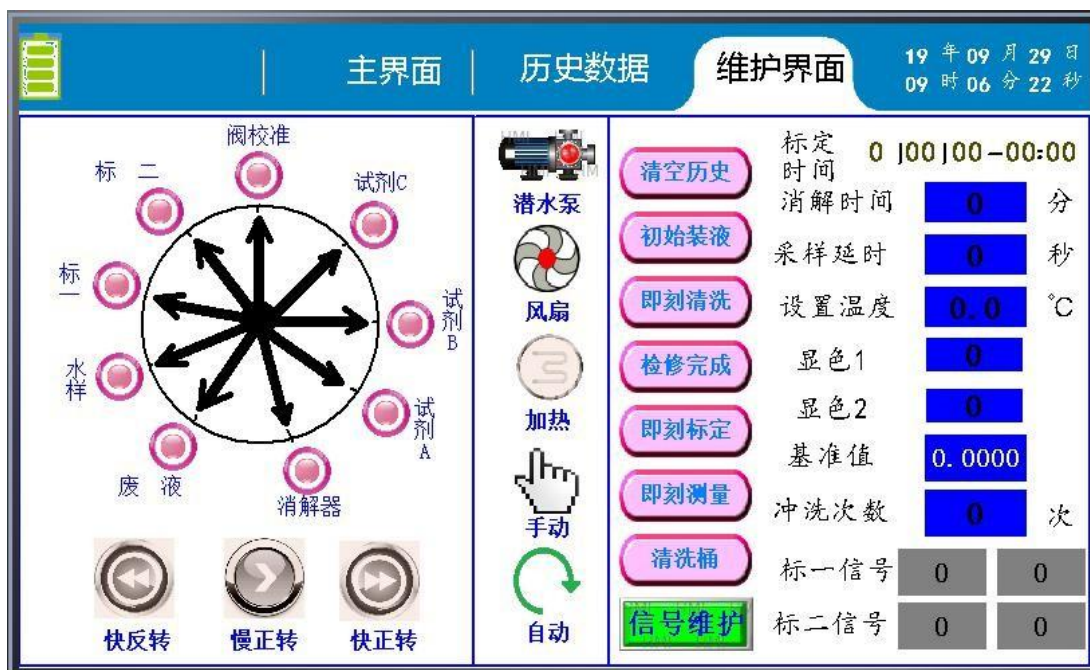 主界面
历史数据
维护界面
19 年 09 月 29 日
09 时 06 分 22 秒
阀校准
标 二
试剂C
标一
试剂B
水样
试剂A
废 液
消解器
快反转
慢正转
快正转
潜水泵
风扇
加热
手动
自动
清空历史
初始装液
即刻清洗
检修完成
即刻标定
即刻测量
清洗桶
信号维护
标定时间 0 J00J00-00:00
消解时间 0 分
采样延时 0 秒
设置温度 0.0 ℃
显色1 0
显色2 0
基准值 0.0000
冲洗次数 0 次
标一信号 0 0
标二信号 0 0